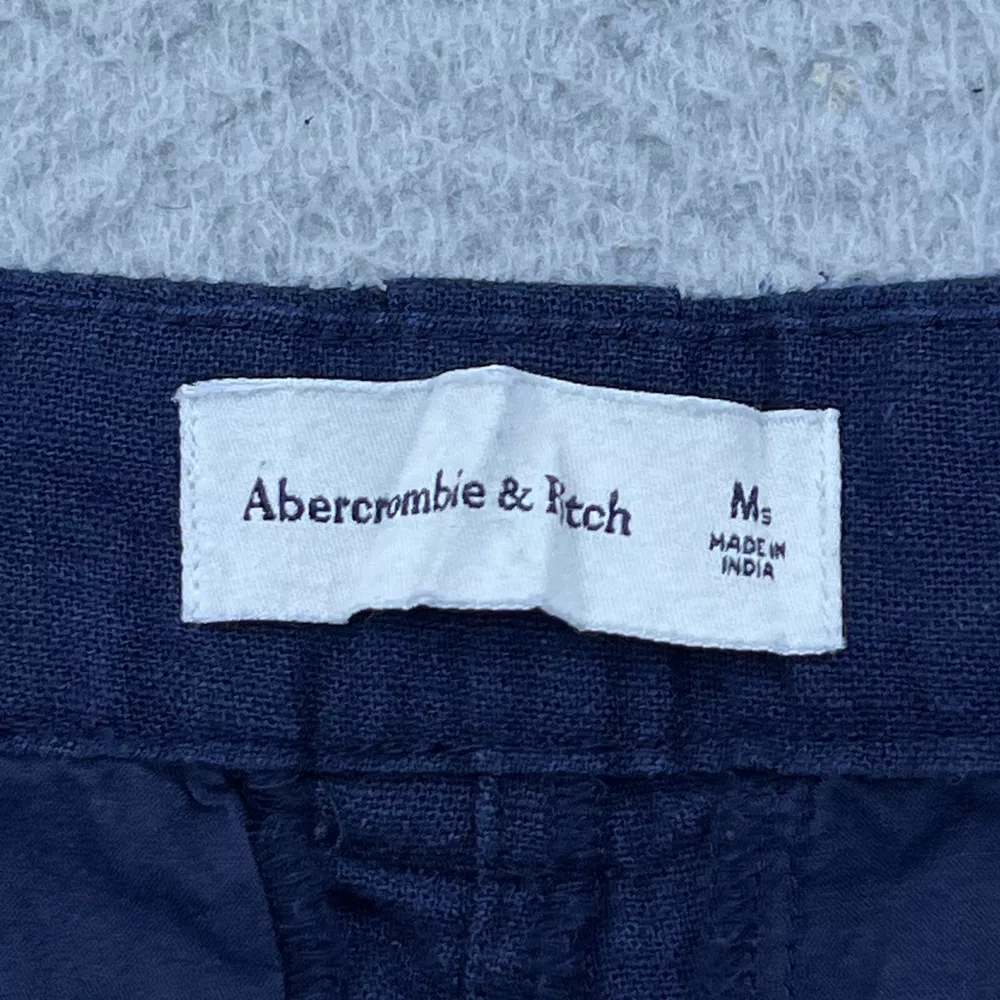 Abercrombie & Fitch
Ms
MADE IN
INDIA